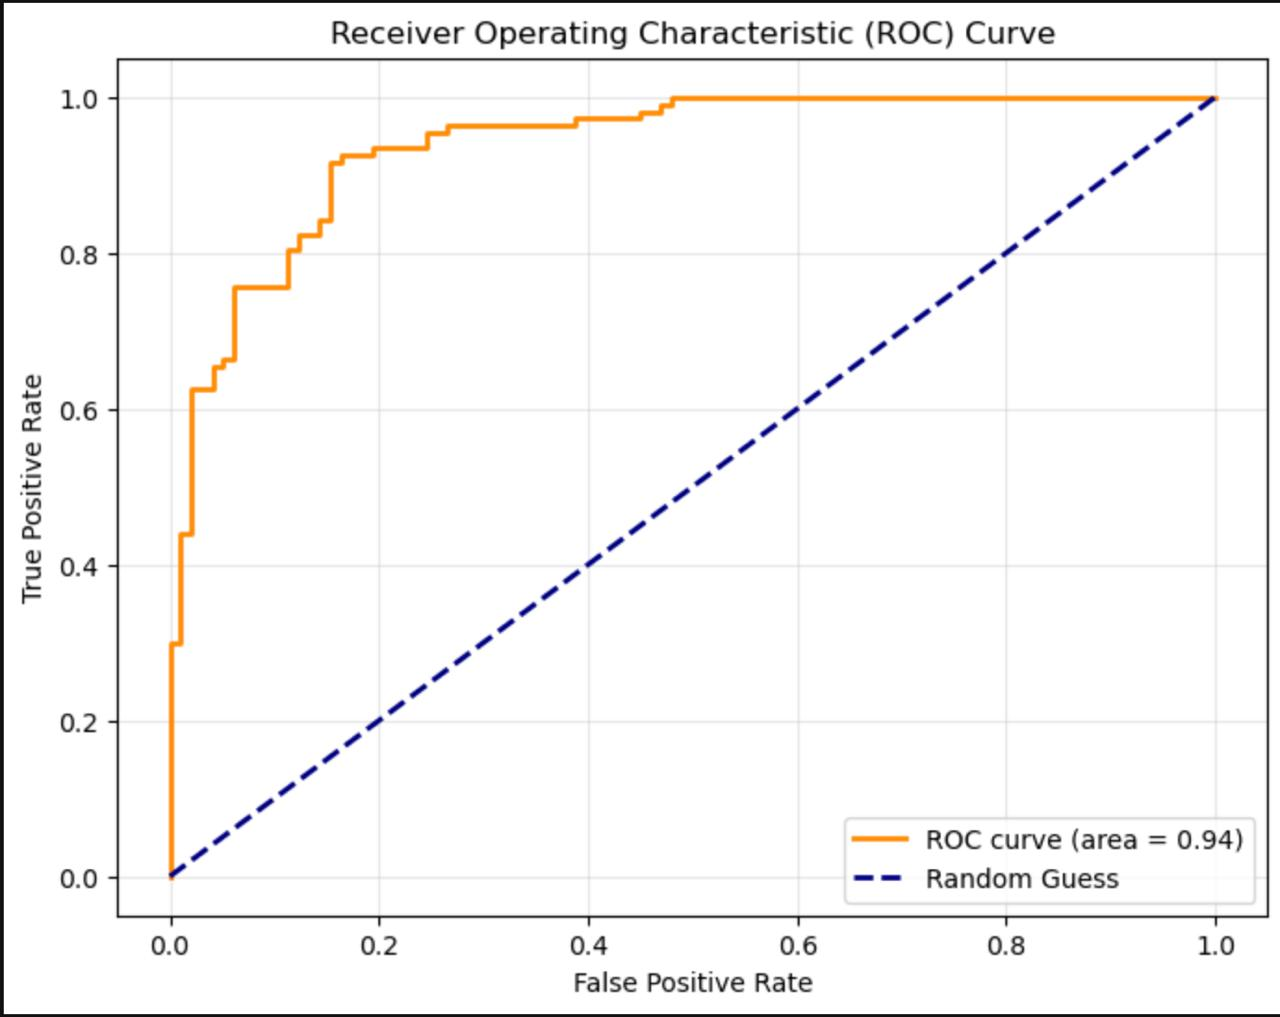 Receiver Operating Characteristic (ROC) Curve
True Positive Rate
1.0
0.8
0.6
0.4
0.2
0.0
ROC curve (area = 0.94)
Random Guess
0.0 0.2 0.4 0.6 0.8 1.0
False Positive Rate